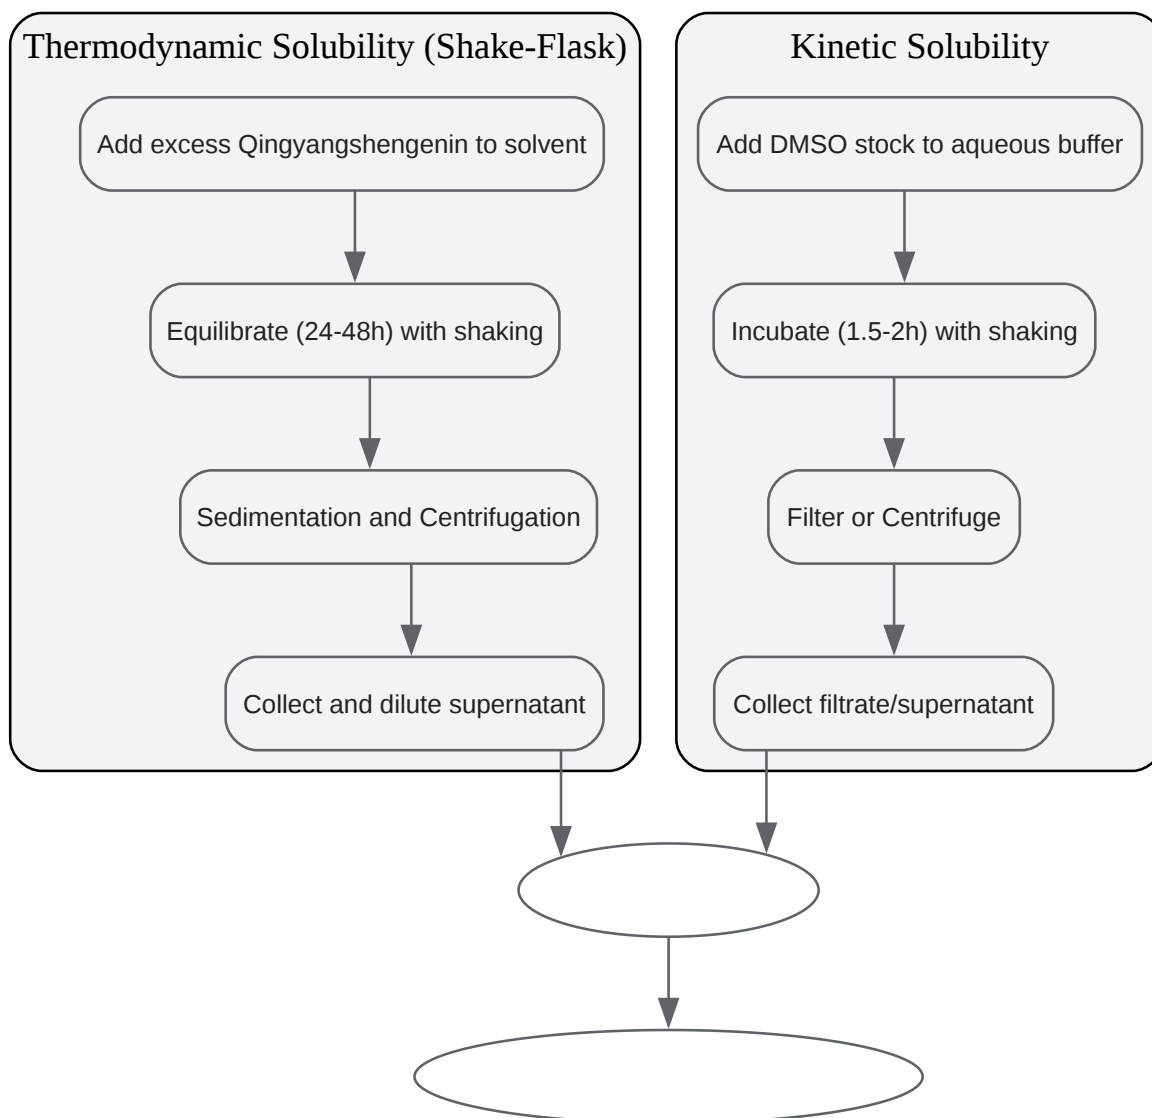 Thermodynamic Solubility (Shake-Flask)
Add excess Qingyangshengenin to solvent
Equilibrate (24-48h) with shaking
Sedimentation and Centrifugation
Collect and dilute supernatant
Kinetic Solubility
Add DMSO stock to aqueous buffer
Incubate (1.5-2h) with shaking
Filter or Centrifuge
Collect filtrate/supernatant